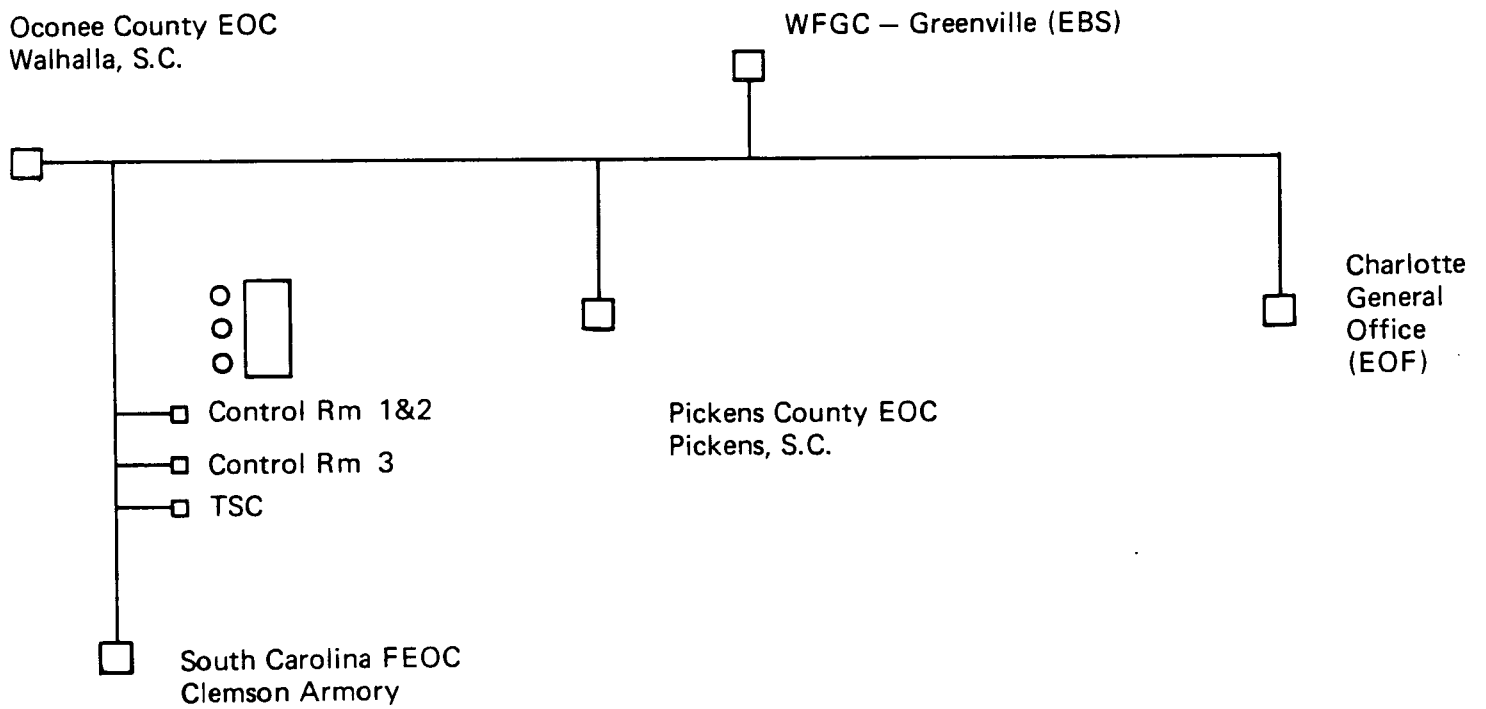 Oconee County EOC
Walhalla, S.C.
WFGC — Greenville (EBS)
Charlotte
General
Office
(EOF)
Control Rm 1&2
Control Rm 3
TSC
Pickens County EOC
Pickens, S.C.
South Carolina FEOC
Clemson Armory